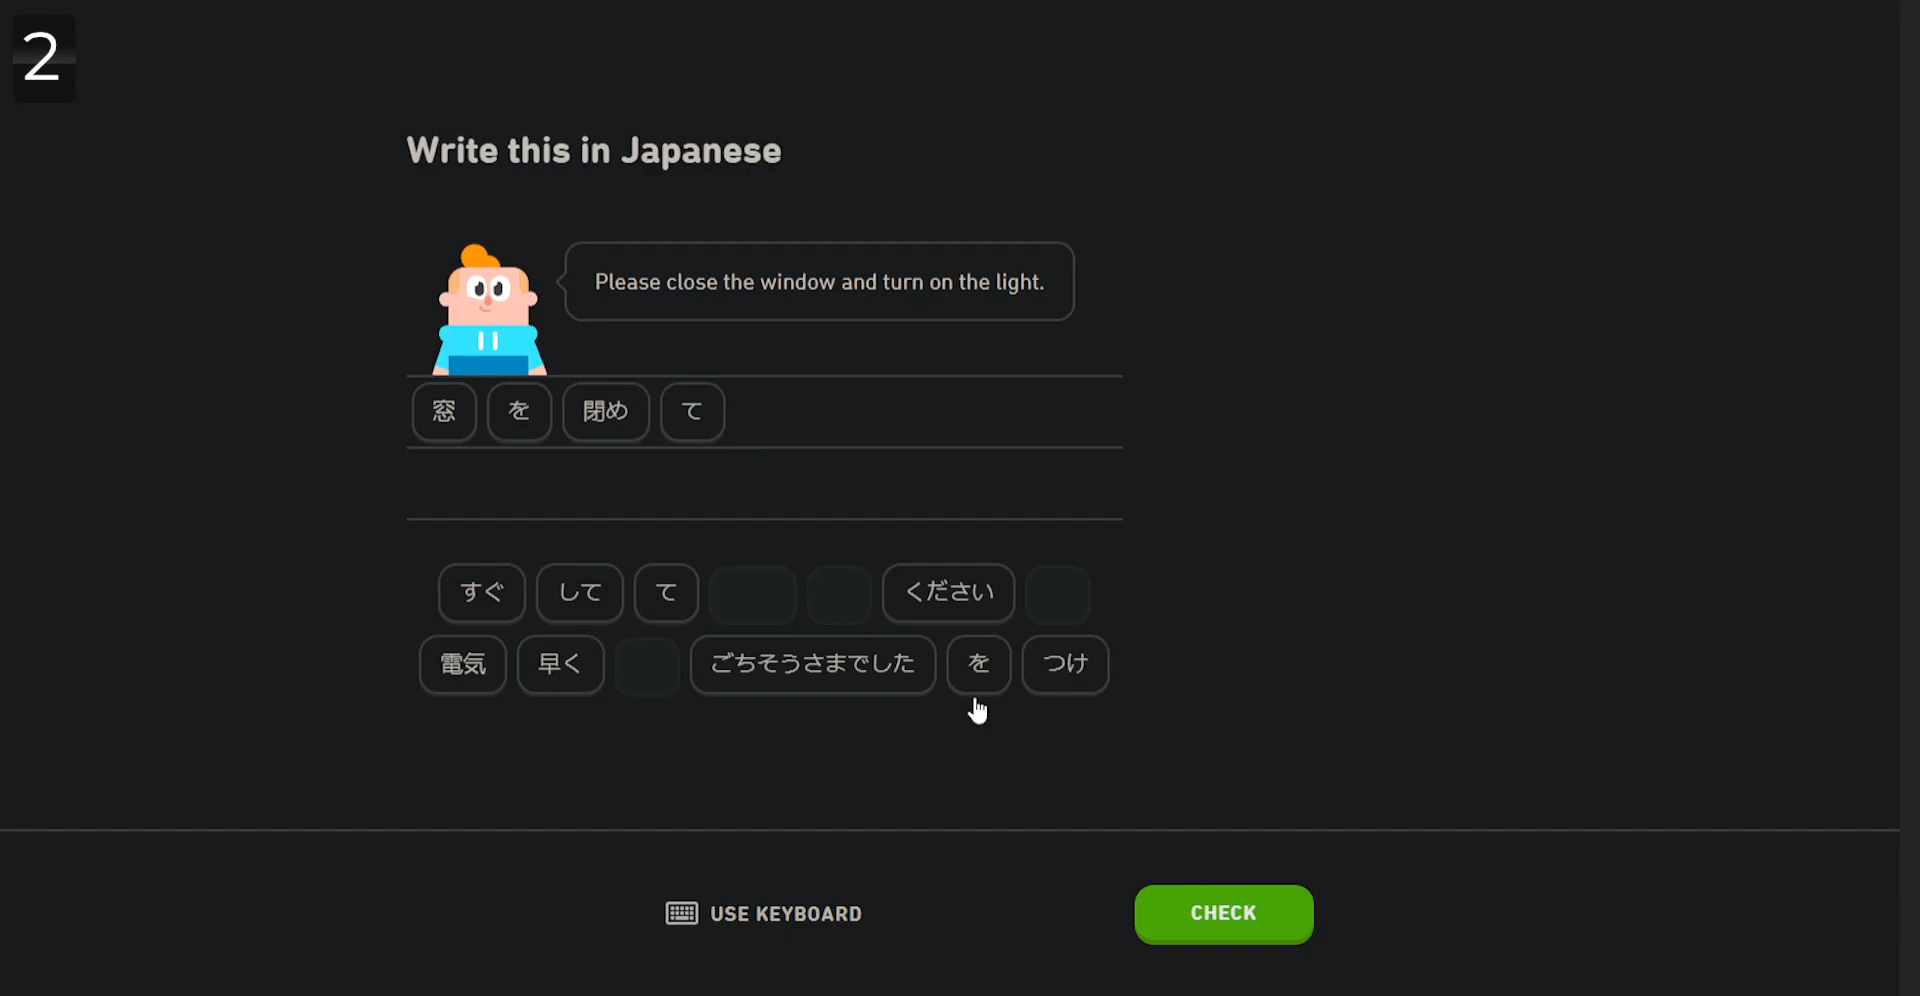 2
Write this in Japanese
Please close the window and turn on the light.
窓 を 閉め て
すぐ して て ください
電気 早く ごちそうさまでした を つけ
USE KEYBOARD
CHECK